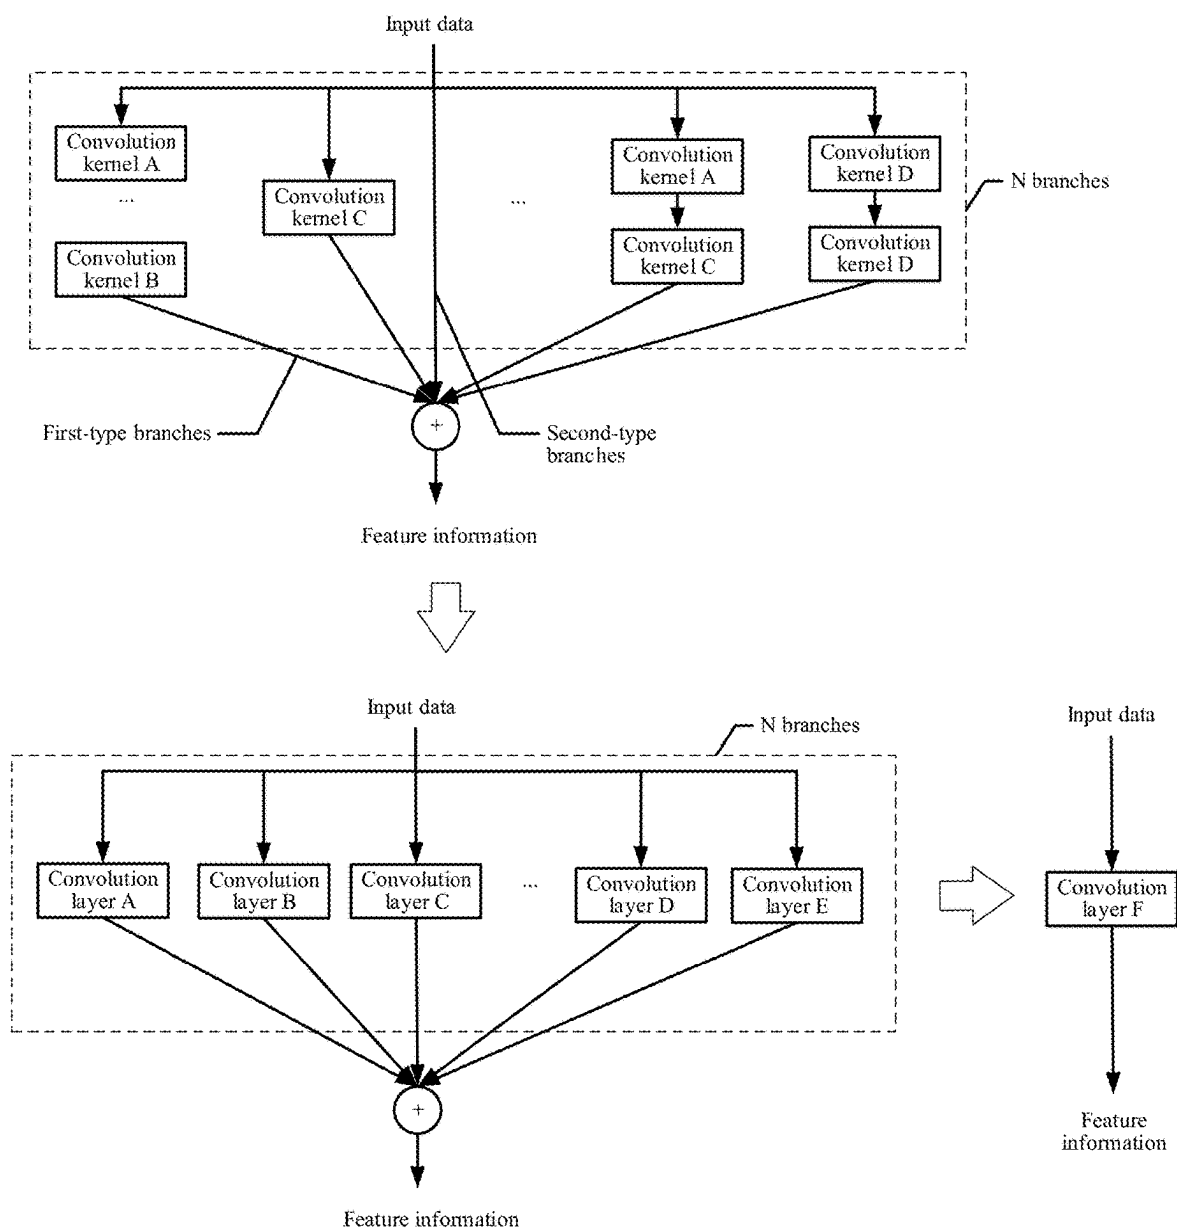 Input data
Convolution
kernel A
...
Convolution
kernel B
Convolution
kernel C
...
Convolution
kernel A
Convolution
kernel C
Convolution
kernel D
Convolution
kernel D
N branches
First-type branches
+
Second-type
branches
Feature information
Input data
N branches
Convolution
layer A
Convolution
layer B
Convolution
layer C
...
Convolution
layer D
Convolution
layer E
+
Feature information
Input data
Convolution
layer F
Feature
information